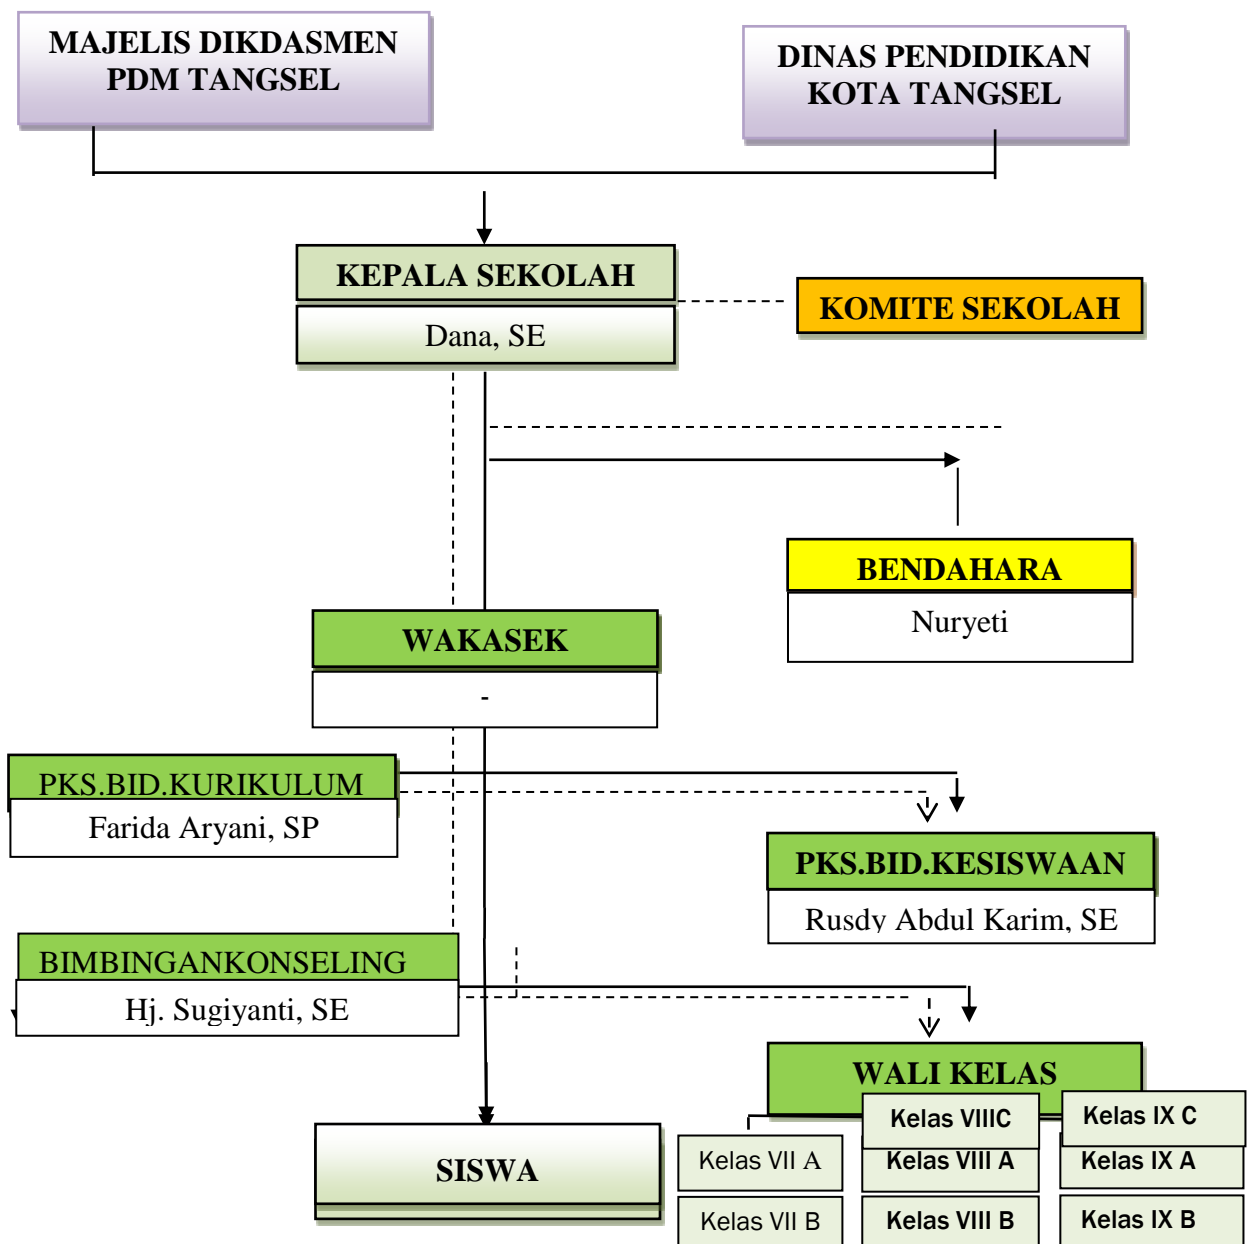 MAJELIS DIKDASMEN
PDM TANGSEL
DINAS PENDIDIKAN
KOTA TANGSEL
KEPALA SEKOLAH
Dana, SE
KOMITE SEKOLAH
BENDAHARA
Nuryeti
WAKASEK
-
PKS.BID.KURIKULUM
Farida Aryani, SP
PKS.BID.KESISWAAN
Rusdy Abdul Karim, SE
BIMBINGANKONSELING
Hj. Sugiyanti, SE
WALI KELAS
Kelas VIIIC
Kelas IX C
SISWA
Kelas VII A
Kelas VIII A
Kelas IX A
Kelas VII B
Kelas VIII B
Kelas IX B